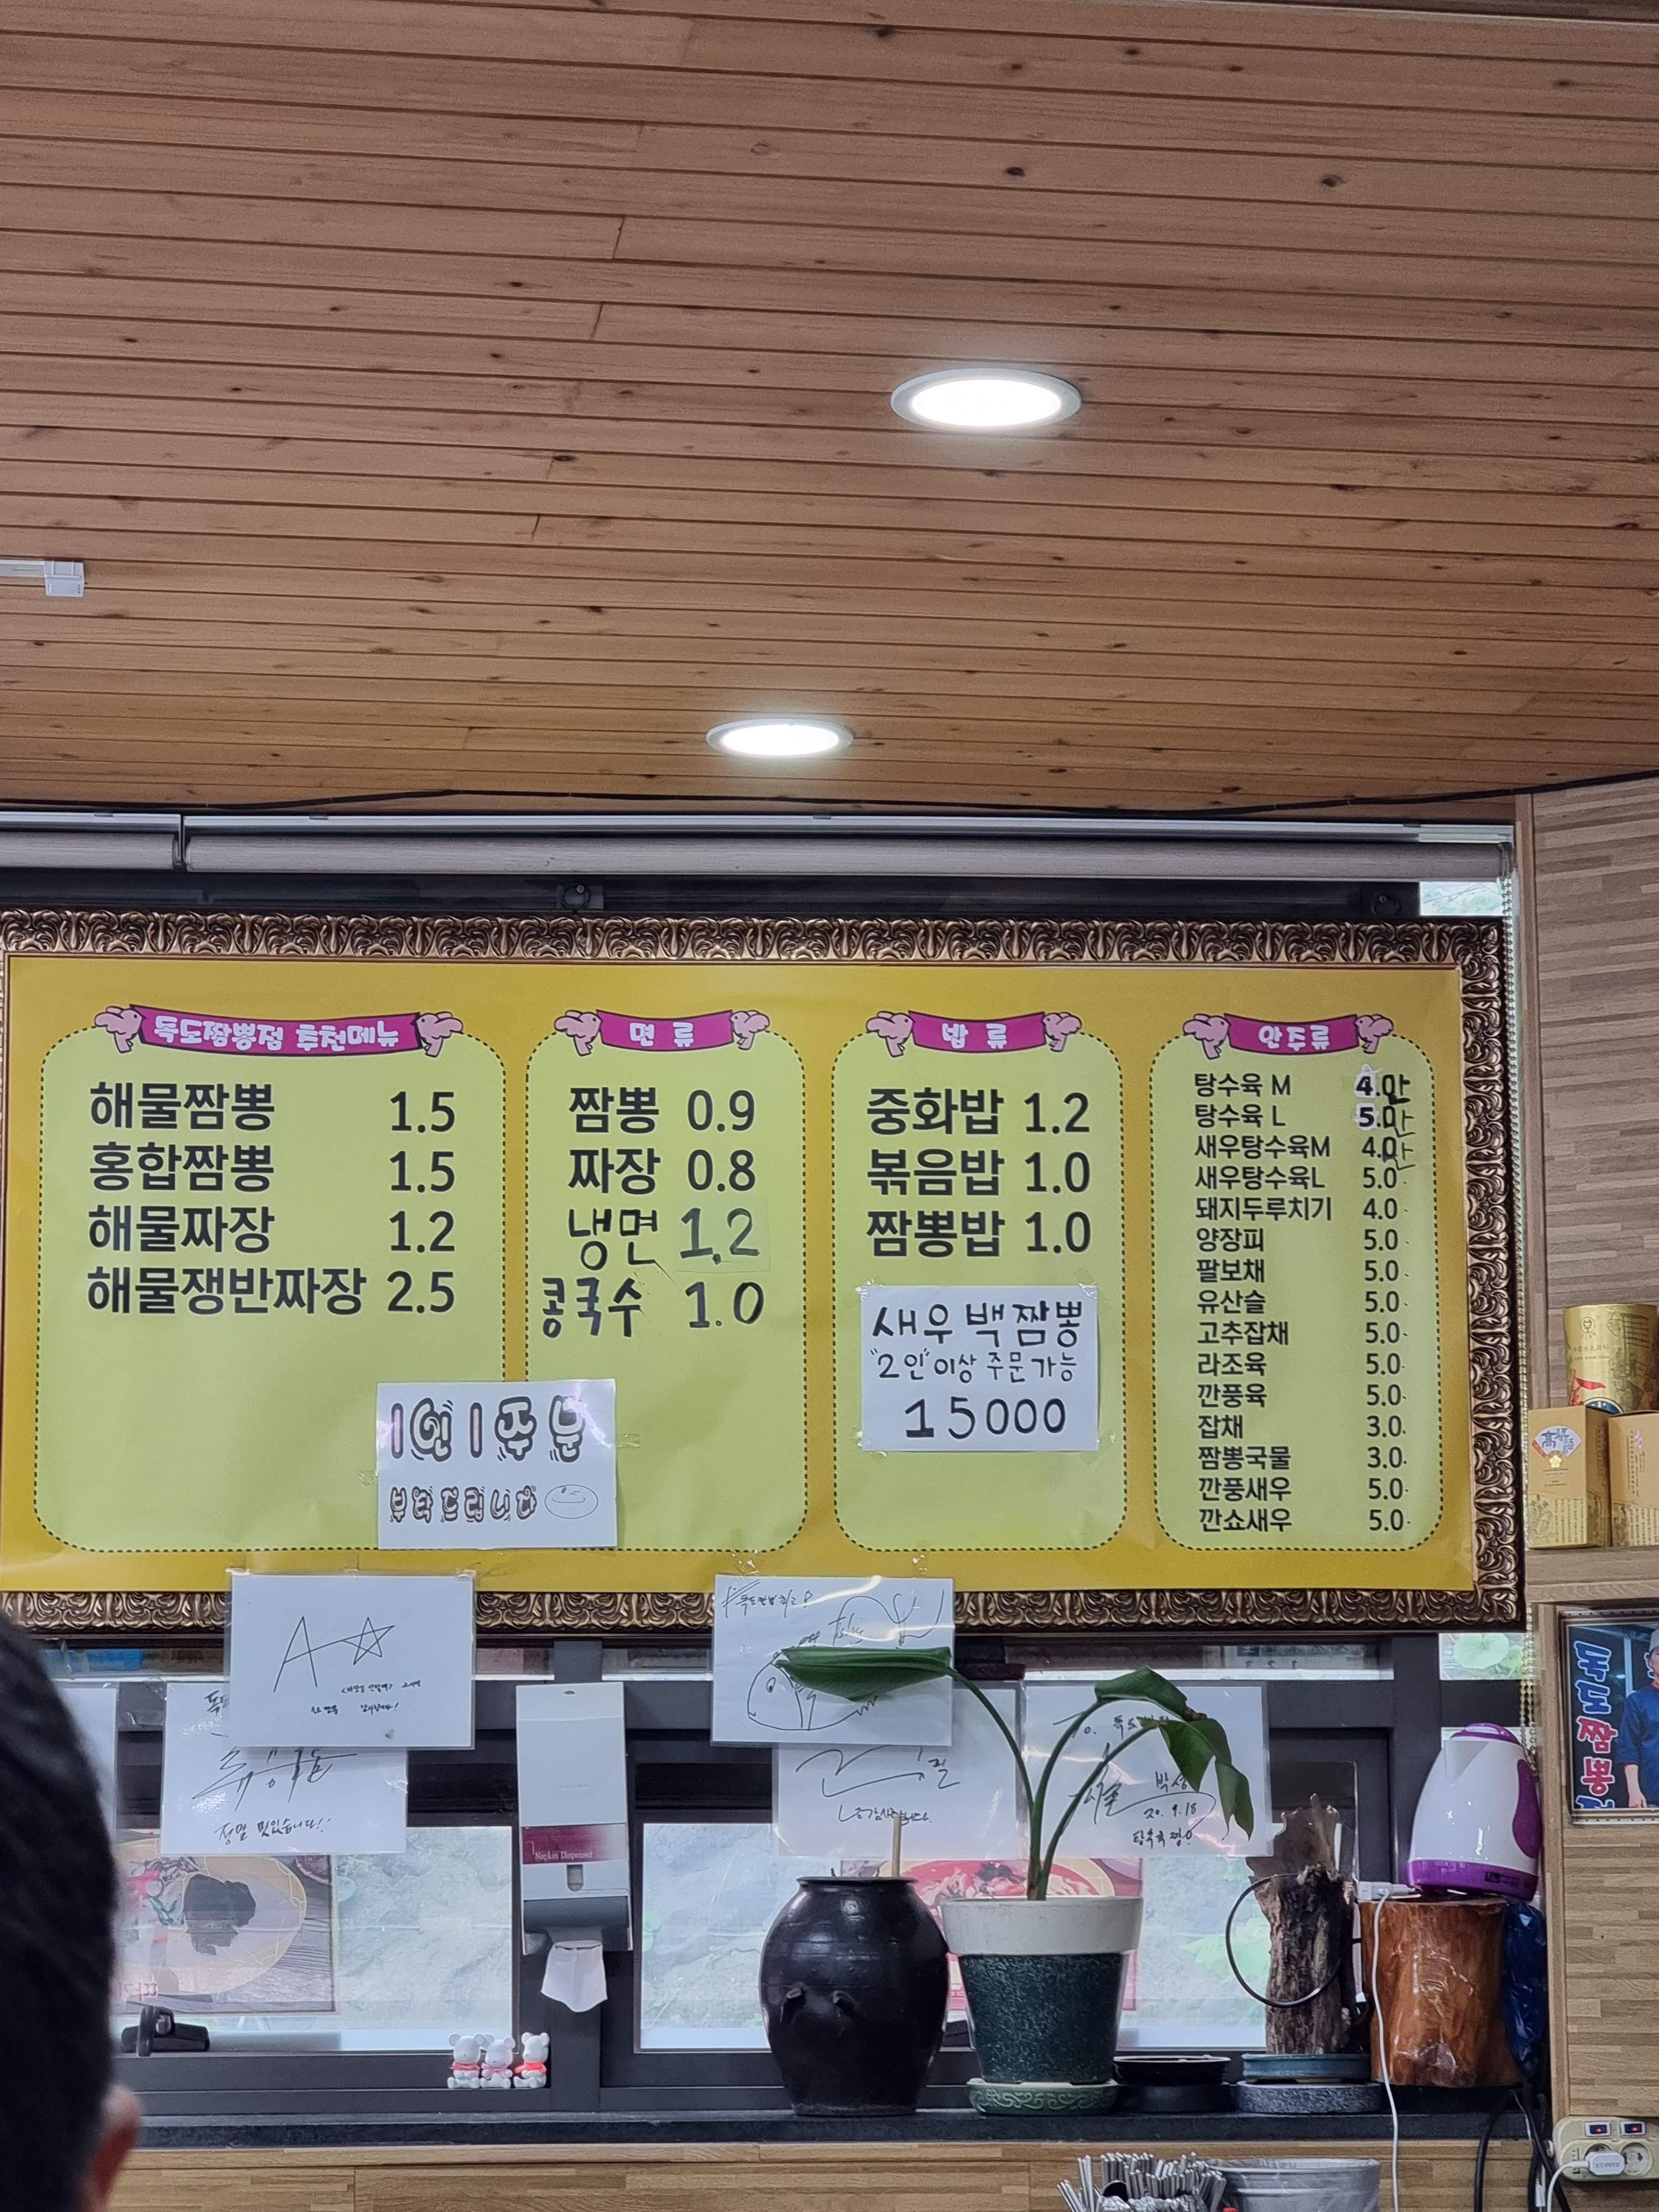 독도짬뽕점 추천메뉴
해물짬뽕 1.5
홍합짬뽕 1.5
해물짜장 1.2
해물쟁반짜장 2.5
면류
짬뽕 0.9
짜장 0.8
냉면 1.2
콩국수 1.0
1인 1주문
부탁드립니다
밥류
중화밥 1.2
볶음밥 1.0
짬뽕밥 1.0
새우백짬뽕
"2인"이상 주문가능
15000
안주류
탕수육 M 4.만
탕수육 L 5.만
새우탕수육M 4.만
새우탕수육L 5.0
돼지두루치기 4.0
양장피 5.0
팔보채 5.0
유산슬 5.0
고추잡채 5.0
라조육 5.0
깐풍육 5.0
잡채 3.0
짬뽕국물 3.0
깐풍새우 5.0
깐쇼새우 5.0
A☆
정말 맛있습니다!!
20. 9. 18
Napkin Dispenser
독도짬뽕점